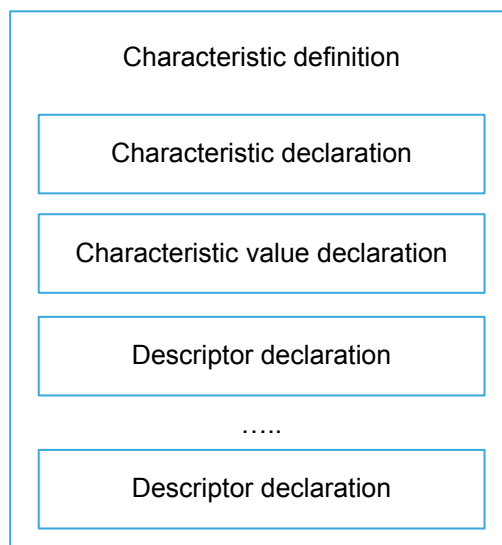 Characteristic definition
Characteristic declaration
Characteristic value declaration
Descriptor declaration
…..
Descriptor declaration